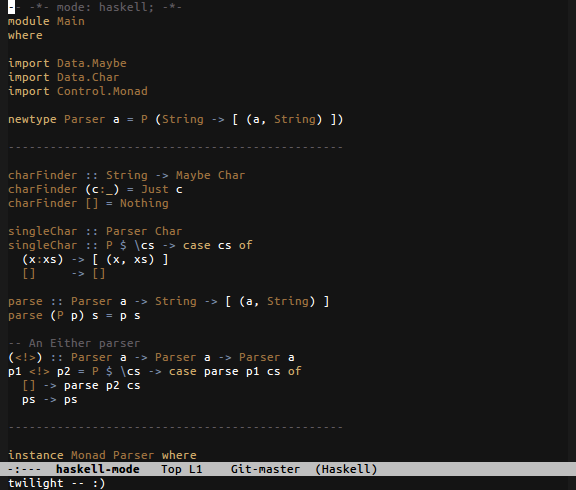 -- -*- mode: haskell; -*-
module Main
where

import Data.Maybe
import Data.Char
import Control.Monad

newtype Parser a = P (String -> [ (a, String) ])

------------------------------------------------

charFinder :: String -> Maybe Char
charFinder (c:_) = Just c
charFinder [] = Nothing

singleChar :: Parser Char
singleChar :: P $ \cs -> case cs of
  (x:xs) -> [ (x, xs) ]
  []     -> []

parse :: Parser a -> String -> [ (a, String) ]
parse (P p) s = p s

-- An Either parser
(<!>) :: Parser a -> Parser a -> Parser a
p1 <!> p2 = P $ \cs -> case parse p1 cs of
  [] -> parse p2 cs
  ps -> ps

------------------------------------------------

instance Monad Parser where
-:---  haskell-mode   Top L1    Git-master  (Haskell)
twilight -- :)